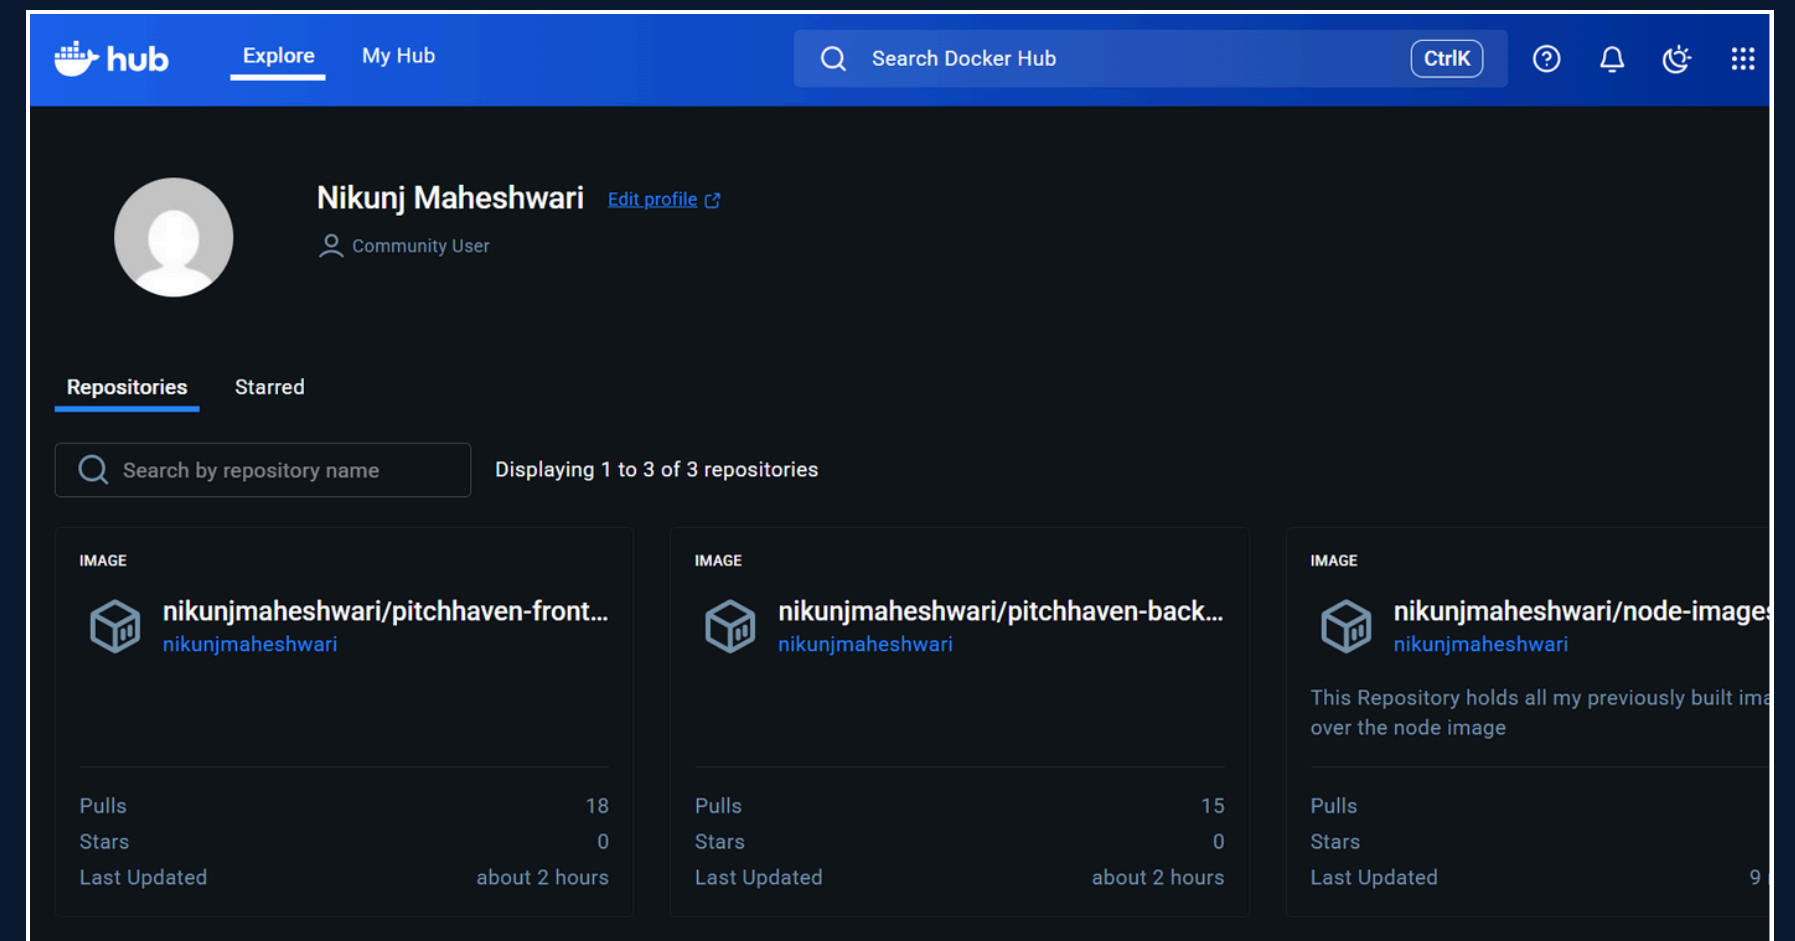 hub
Explore
My Hub
Search Docker Hub
CtrlK
Nikunj Maheshwari
Edit profile
Community User
Repositories
Starred
Search by repository name
Displaying 1 to 3 of 3 repositories
IMAGE
nikunjmaheshwari/pitchhaven-front...
nikunjmaheshwari
Pulls 18
Stars 0
Last Updated about 2 hours
IMAGE
nikunjmaheshwari/pitchhaven-back...
nikunjmaheshwari
Pulls 15
Stars 0
Last Updated about 2 hours
IMAGE
nikunjmaheshwari/node-images
nikunjmaheshwari
This Repository holds all my previously built
over the node image
Pulls
Stars
Last Updated 9